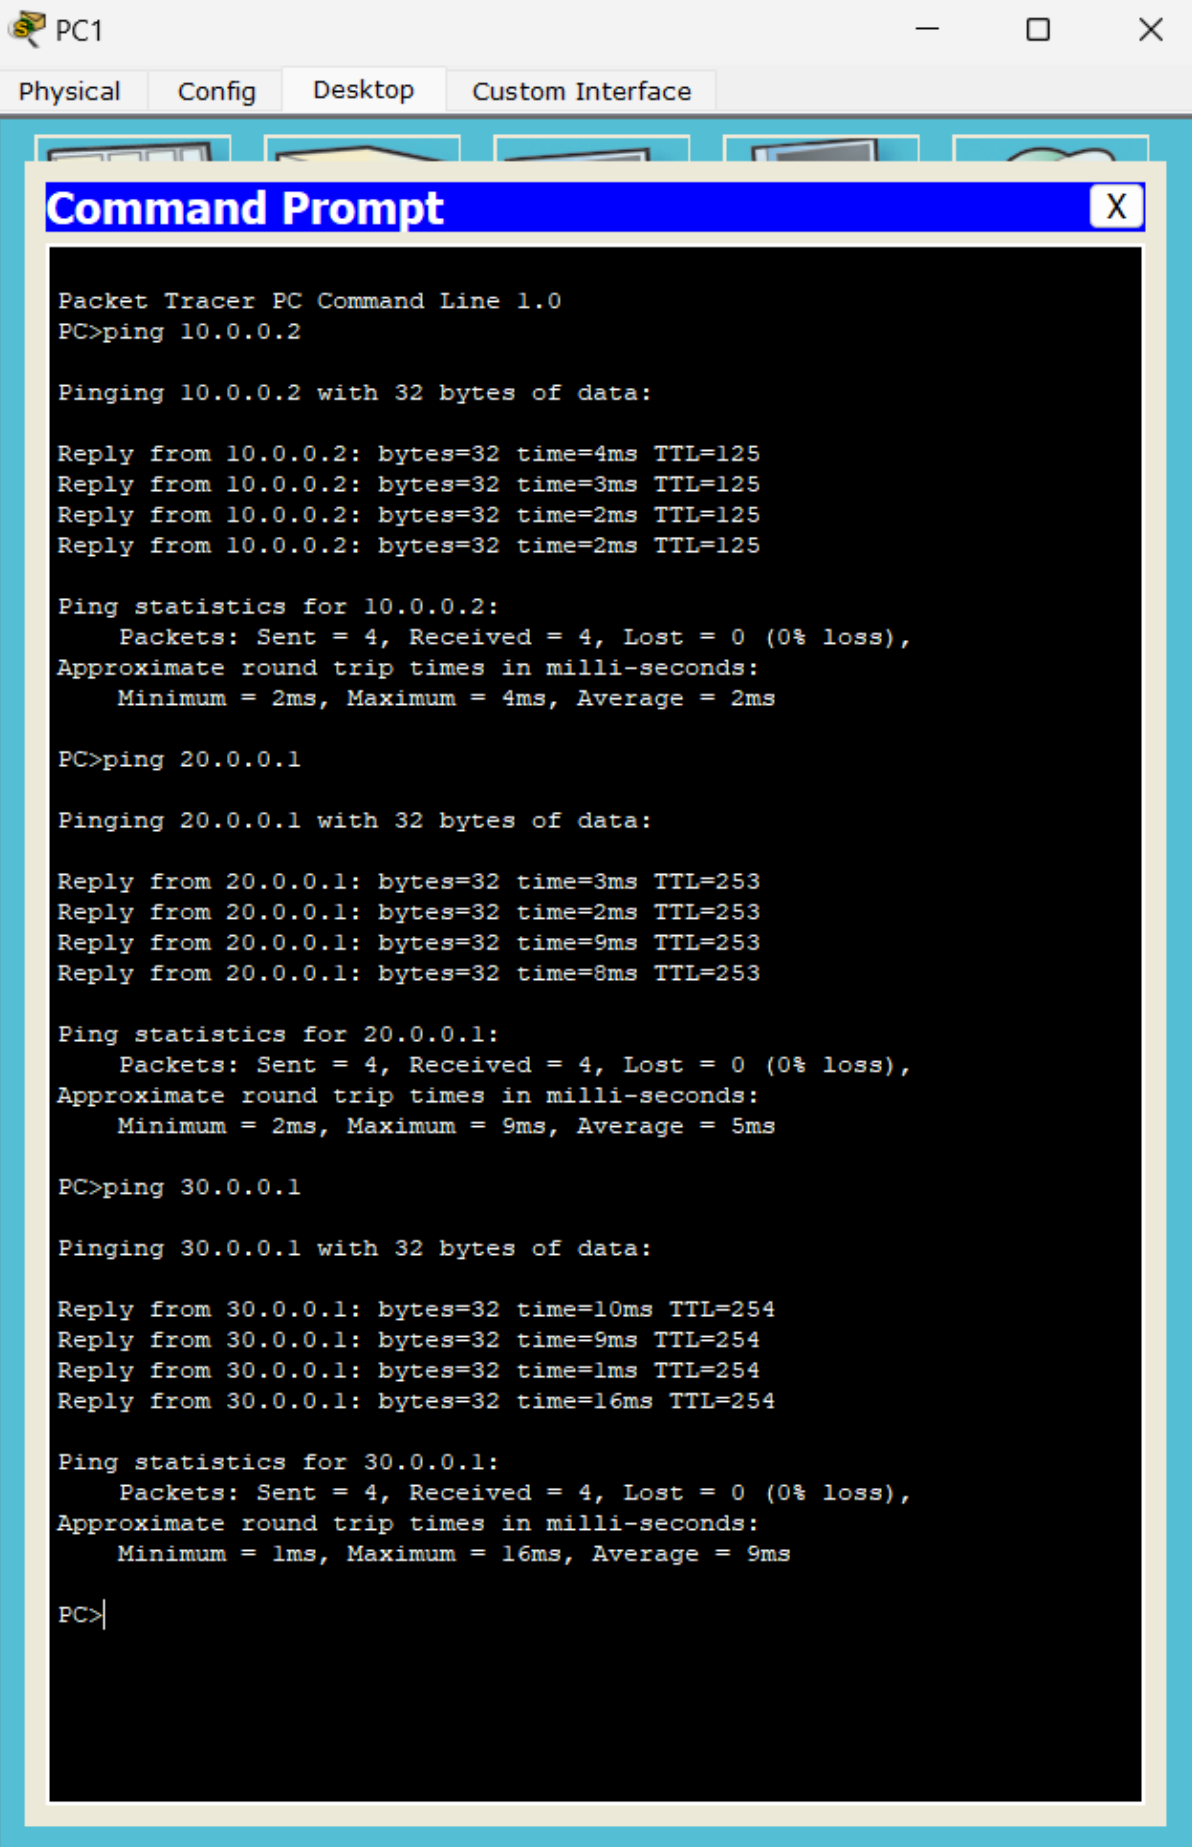 PC1
Physical Config Desktop Custom Interface
Command Prompt X
Packet Tracer PC Command Line 1.0
PC>ping 10.0.0.2
Pinging 10.0.0.2 with 32 bytes of data:
Reply from 10.0.0.2: bytes=32 time=4ms TTL=125
Reply from 10.0.0.2: bytes=32 time=3ms TTL=125
Reply from 10.0.0.2: bytes=32 time=2ms TTL=125
Reply from 10.0.0.2: bytes=32 time=2ms TTL=125
Ping statistics for 10.0.0.2:
Packets: Sent = 4, Received = 4, Lost = 0 (0% loss),
Approximate round trip times in milli-seconds:
Minimum = 2ms, Maximum = 4ms, Average = 2ms
PC>ping 20.0.0.1
Pinging 20.0.0.1 with 32 bytes of data:
Reply from 20.0.0.1: bytes=32 time=3ms TTL=253
Reply from 20.0.0.1: bytes=32 time=2ms TTL=253
Reply from 20.0.0.1: bytes=32 time=9ms TTL=253
Reply from 20.0.0.1: bytes=32 time=8ms TTL=253
Ping statistics for 20.0.0.1:
Packets: Sent = 4, Received = 4, Lost = 0 (0% loss),
Approximate round trip times in milli-seconds:
Minimum = 2ms, Maximum = 9ms, Average = 5ms
PC>ping 30.0.0.1
Pinging 30.0.0.1 with 32 bytes of data:
Reply from 30.0.0.1: bytes=32 time=10ms TTL=254
Reply from 30.0.0.1: bytes=32 time=9ms TTL=254
Reply from 30.0.0.1: bytes=32 time=1ms TTL=254
Reply from 30.0.0.1: bytes=32 time=16ms TTL=254
Ping statistics for 30.0.0.1:
Packets: Sent = 4, Received = 4, Lost = 0 (0% loss),
Approximate round trip times in milli-seconds:
Minimum = 1ms, Maximum = 16ms, Average = 9ms
PC>